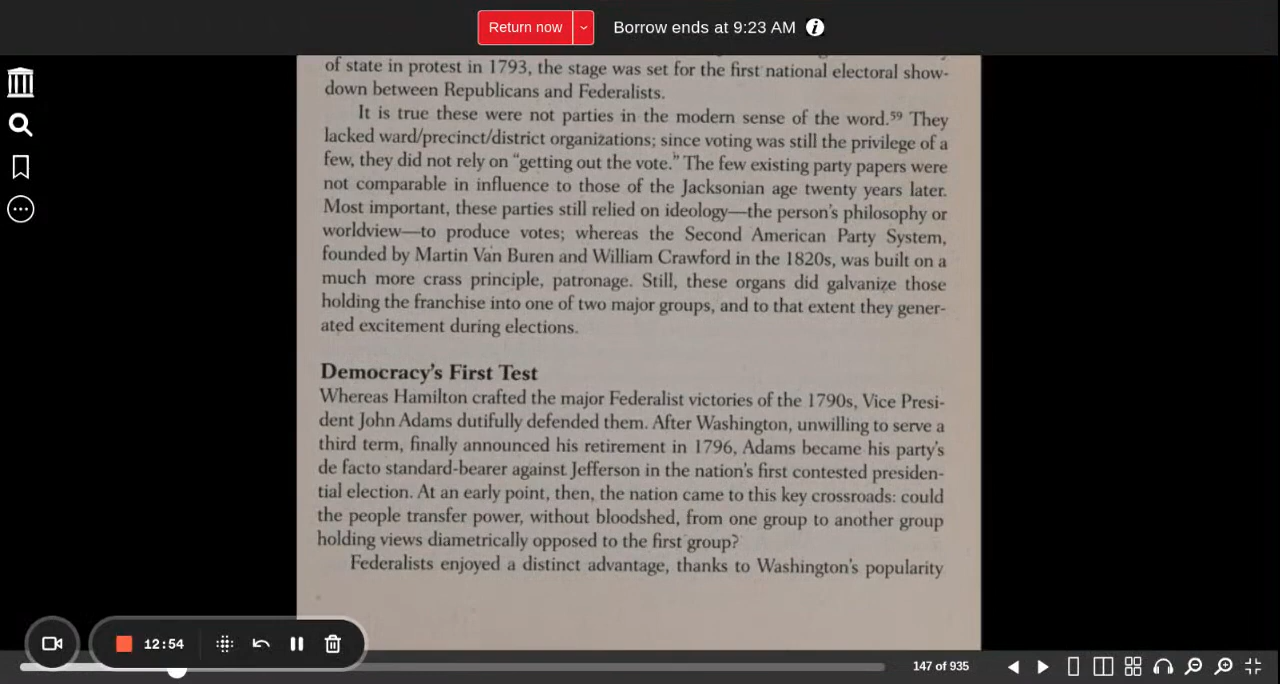 Return now
Borrow ends at 9:23 AM
of state in protest in 1793, the stage was set for the first national electoral show-
down between Republicans and Federalists.
It is true these were not parties in the modern sense of the word.59 They
lacked ward/precinct/district organizations; since voting was still the privilege of a
few, they did not rely on “getting out the vote.” The few existing party papers were
not comparable in influence to those of the Jacksonian age twenty years later.
Most important, these parties still relied on ideology—the person’s philosophy or
worldview—to produce votes; whereas the Second American Party System,
founded by Martin Van Buren and William Crawford in the 1820s, was built on a
much more crass principle, patronage. Still, these organs did galvanize those
holding the franchise into one of two major groups, and to that extent they gener-
ated excitement during elections.
Democracy’s First Test
Whereas Hamilton crafted the major Federalist victories of the 1790s, Vice Presi-
dent John Adams dutifully defended them. After Washington, unwilling to serve a
third term, finally announced his retirement in 1796, Adams became his party’s
de facto standard-bearer against Jefferson in the nation’s first contested presiden-
tial election. At an early point, then, the nation came to this key crossroads: could
the people transfer power, without bloodshed, from one group to another group
holding views diametrically opposed to the first group?
Federalists enjoyed a distinct advantage, thanks to Washington’s popularity
12:54
147 of 935